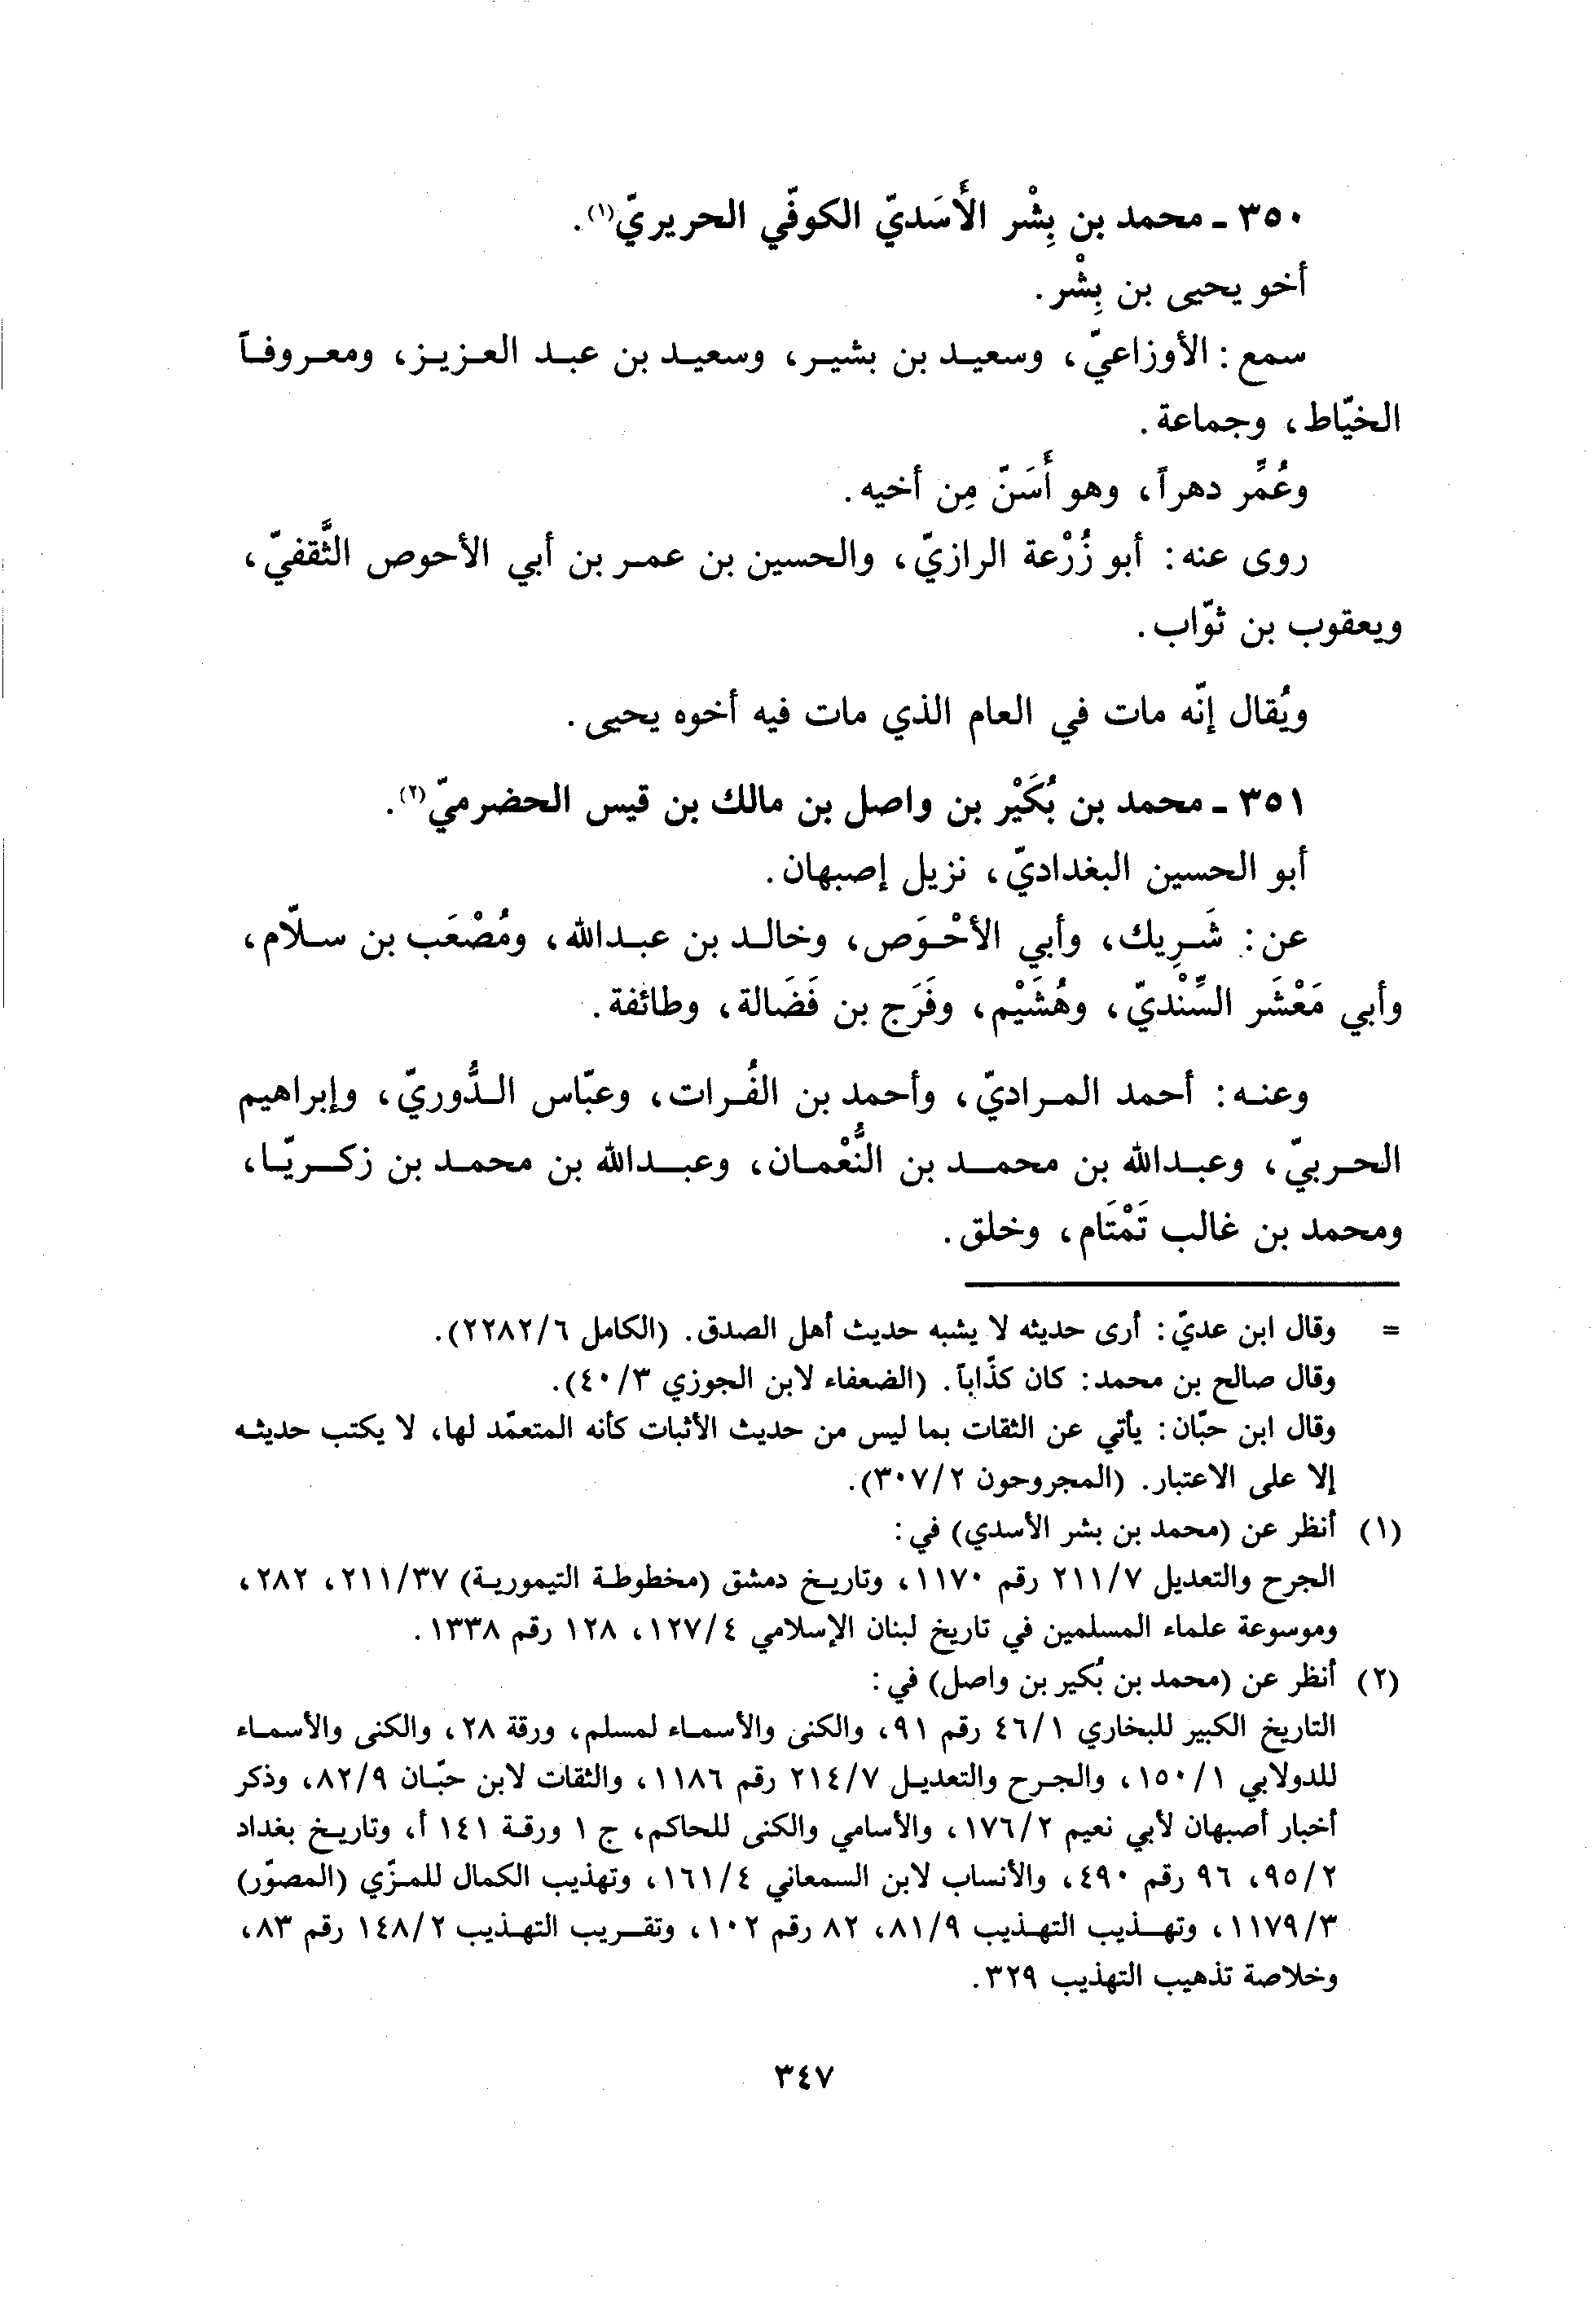 ٣٥٠ ـ محمد بن بِشْر الأَسَديّ الكوفّي الحريريّ(١).
أخو يحيى بن بِشْر.
سمع: الأوزاعيّ، وسعيد بن بشير، وسعيد بن عبد العزيز، ومعروفاً
الخيّاط، وجماعة.
وعُمِّر دهراً، وهو أَسَنّ مِن أخيه.
روى عنه: أبو زُرْعة الرازيّ، والحسين بن عمر بن أبي الأحوص الثَّقفيّ،
ويعقوب بن ثوّاب.
ويُقال إنّه مات في العام الذي مات فيه أخوه يحيى.
٣٥١ ـ محمد بن بُكَيْر بن واصل بن مالك بن قيس الحضرميّ(٢).
أبو الحسين البغداديّ، نزيل إصبهان.
عن: شَرِيك، وأبي الأحْوَص، وخالد بن عبدالله، ومُصْعَب بن سلّام،
وأبي مَعْشَر السِّنْديّ، وهُشَيْم، وفَرَج بن فَضَالة، وطائفة.
وعنه: أحمد المراديّ، وأحمد بن الفُرات، وعبّاس الدُّوريّ، وإبراهيم
الحربيّ، وعبدالله بن محمد بن النُّعْمان، وعبدالله بن محمد بن زكريّا،
ومحمد بن غالب تَمْتَام، وخلق.
= وقال ابن عديّ: أرى حديثه لا يشبه حديث أهل الصدق. (الكامل ٢٢٨٢/٦).
وقال صالح بن محمد: كان كذّاباً. (الضعفاء لابن الجوزي ٤٠/٣).
وقال ابن حبّان: يأتي عن الثقات بما ليس من حديث الأثبات كأنه المتعمّد لها، لا يكتب حديثه
إلا على الاعتبار. (المجروحون ٣٠٧/٢).
(١) أنظر عن (محمد بن بشر الأسدي) في:
الجرح والتعديل ٢١١/٧ رقم ١١٧٠، وتاريخ دمشق (مخطوطة التيمورية) ٢١١/٣٧، ٢٨٢،
وموسوعة علماء المسلمين في تاريخ لبنان الإسلامي ١٢٧/٤، ١٢٨ رقم ١٣٣٨.
(٢) أنظر عن (محمد بن بُكير بن واصل) في:
التاريخ الكبير للبخاري ٤٦/١ رقم ٩١، والكنى والأسماء لمسلم، ورقة ٢٨، والكنى والأسماء
للدولابي ١٥٠/١، والجرح والتعديل ٢١٤/٧ رقم ١١٨٦، والثقات لابن حبّان ٨٢/٩، وذكر
أخبار أصبهان لأبي نعيم ١٧٦/٢، والأسامي والكنى للحاكم، ج ١ ورقة ١٤١ أ، وتاريخ بغداد
٩٥/٢، ٩٦ رقم ٤٩٠، والأنساب لابن السمعاني ١٦١/٤، وتهذيب الكمال للمزّي (المصوّر)
١١٧٩/٣، وتهذيب التهذيب ٨١/٩، ٨٢ رقم ١٠٢، وتقريب التهذيب ١٤٨/٢ رقم ٨٣،
وخلاصة تذهيب التهذيب ٣٢٩.
٣٤٧